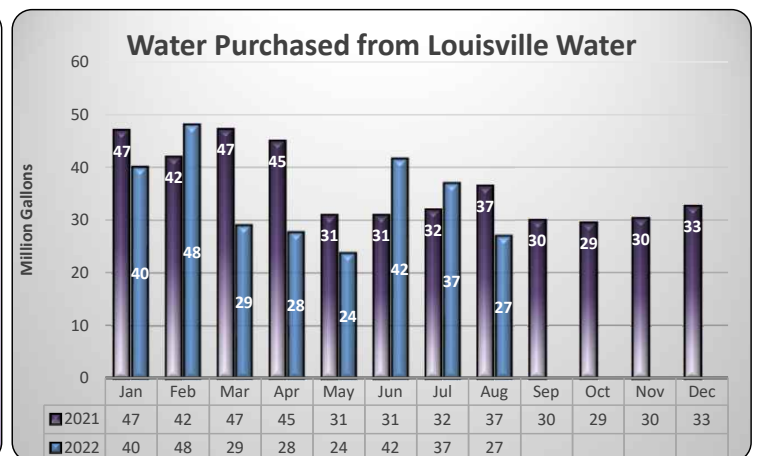 Water Purchased from Louisville Water
Million Gallons
60
50
40
30
20
10
0
47 42 47 45 31 31 32 37 30 29 30 33
40 48 29 28 24 42 37 27
Jan Feb Mar Apr May Jun Jul Aug Sep Oct Nov Dec
2021 47 42 47 45 31 31 32 37 30 29 30 33
2022 40 48 29 28 24 42 37 27